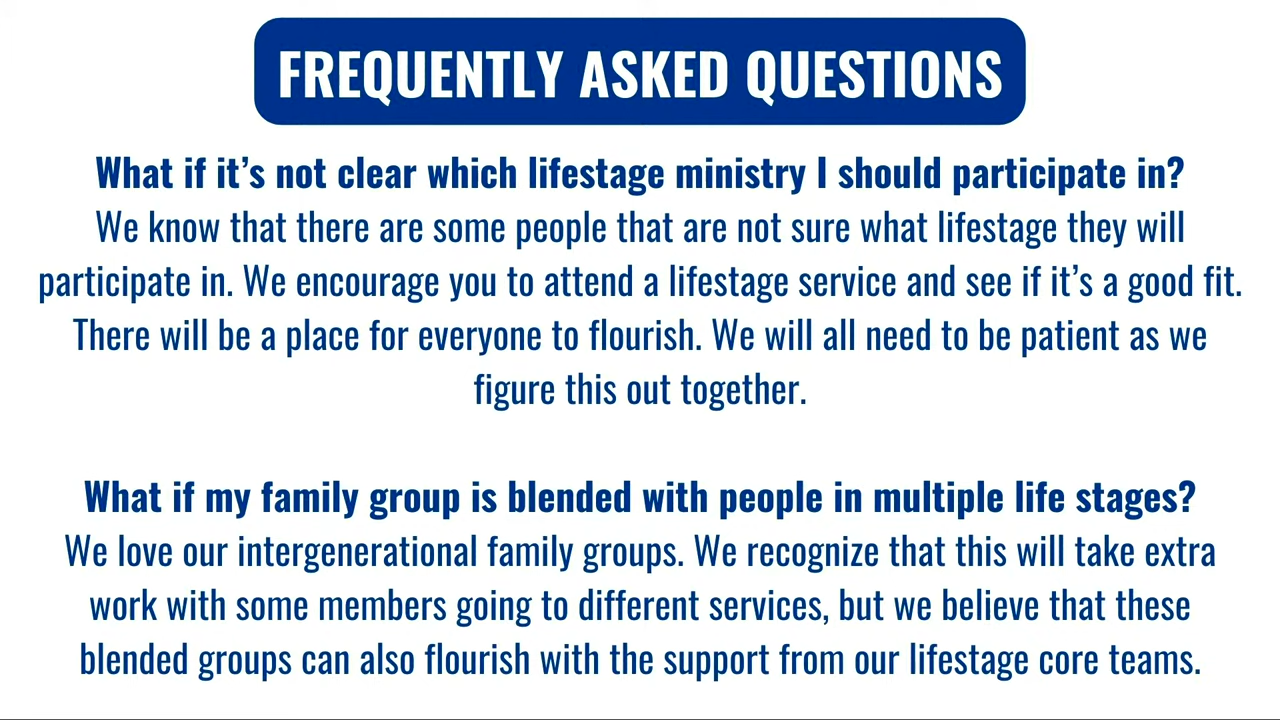 FREQUENTLY ASKED QUESTIONS
What if it’s not clear which lifestage ministry I should participate in?
We know that there are some people that are not sure what lifestage they will
participate in. We encourage you to attend a lifestage service and see if it’s a good fit.
There will be a place for everyone to flourish. We will all need to be patient as we
figure this out together.
What if my family group is blended with people in multiple life stages?
We love our intergenerational family groups. We recognize that this will take extra
work with some members going to different services, but we believe that these
blended groups can also flourish with the support from our lifestage core teams.